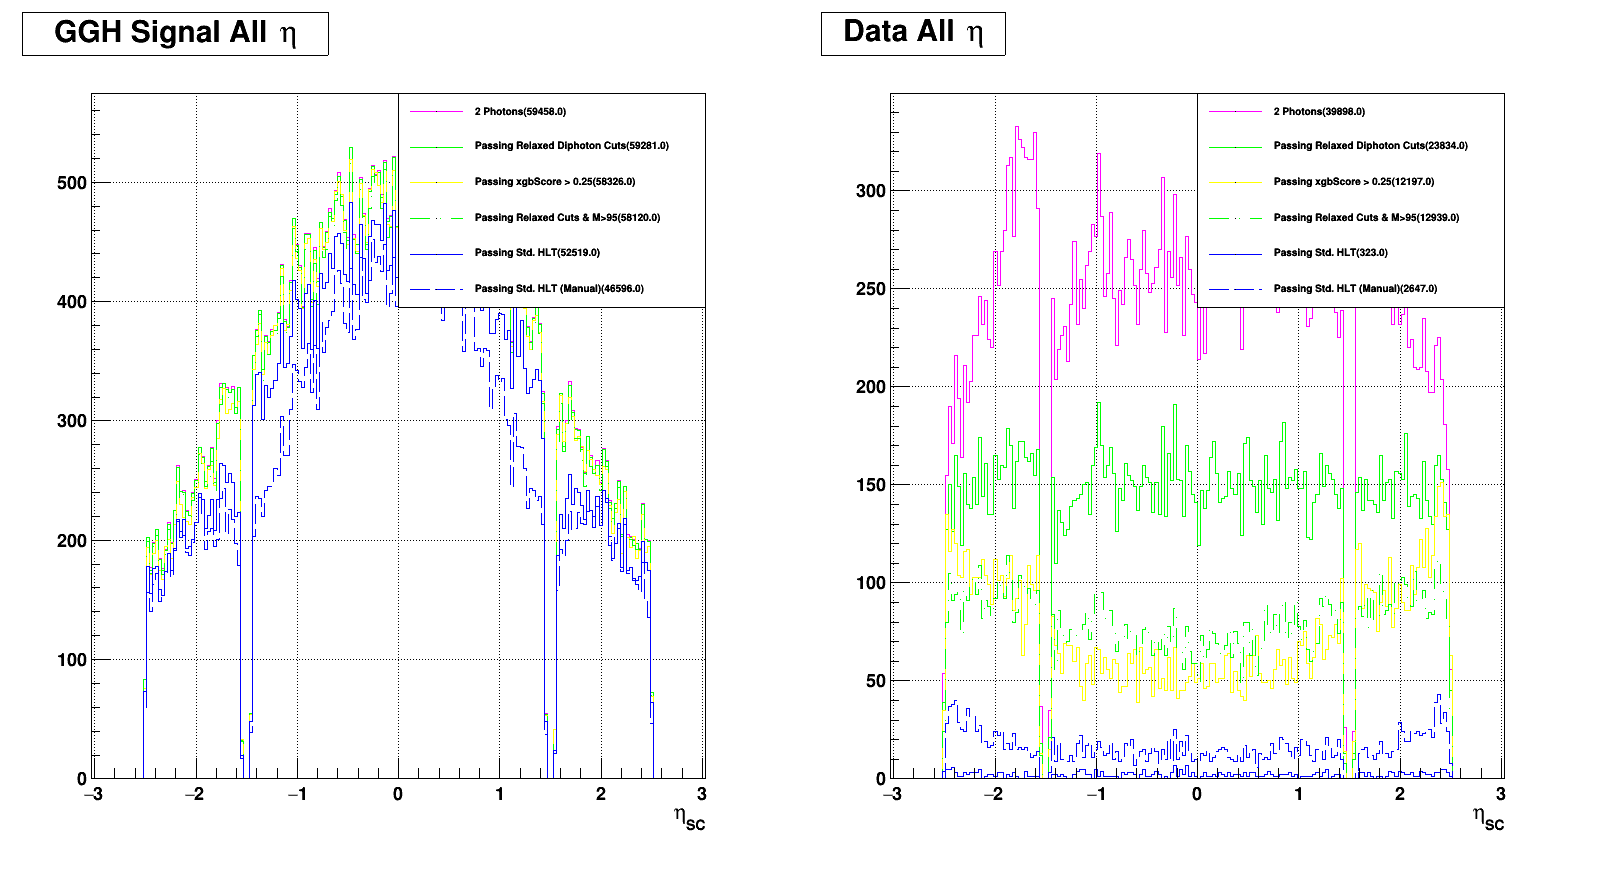 GGH Signal All η
2 Photons(59458.0)
Passing Relaxed Diphoton Cuts(59281.0)
Passing xgbScore > 0.25(58326.0)
Passing Relaxed Cuts & M>95(58120.0)
Passing Std. HLT(52519.0)
Passing Std. HLT (Manual)(46596.0)
500
400
300
200
100
0
−3 −2 −1 0 1 2 3
ηSC
Data All η
2 Photons(39898.0)
Passing Relaxed Diphoton Cuts(23834.0)
Passing xgbScore > 0.25(12197.0)
Passing Relaxed Cuts & M>95(12939.0)
Passing Std. HLT(323.0)
Passing Std. HLT (Manual)(2647.0)
300
250
200
150
100
50
0
−3 −2 −1 0 1 2 3
ηSC